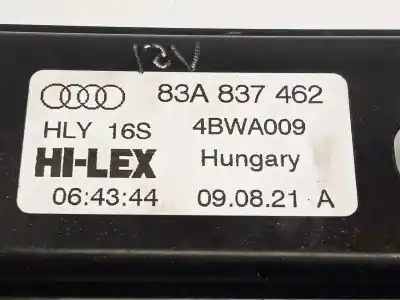 12V
83A 837 462
HLY 16S 4BWA009
HI-LEX Hungary
06:43:44 09.08.21 A